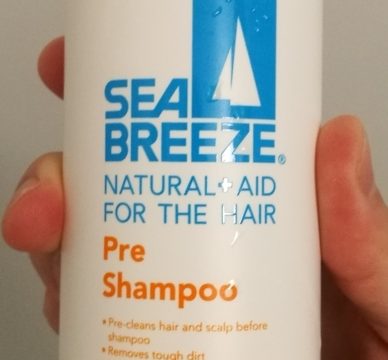 SEA
BREEZE®
NATURAL+AID
FOR THE HAIR
Pre
Shampoo
*Pre-cleans hair and scalp before
shampoo
*Removes tough dirt